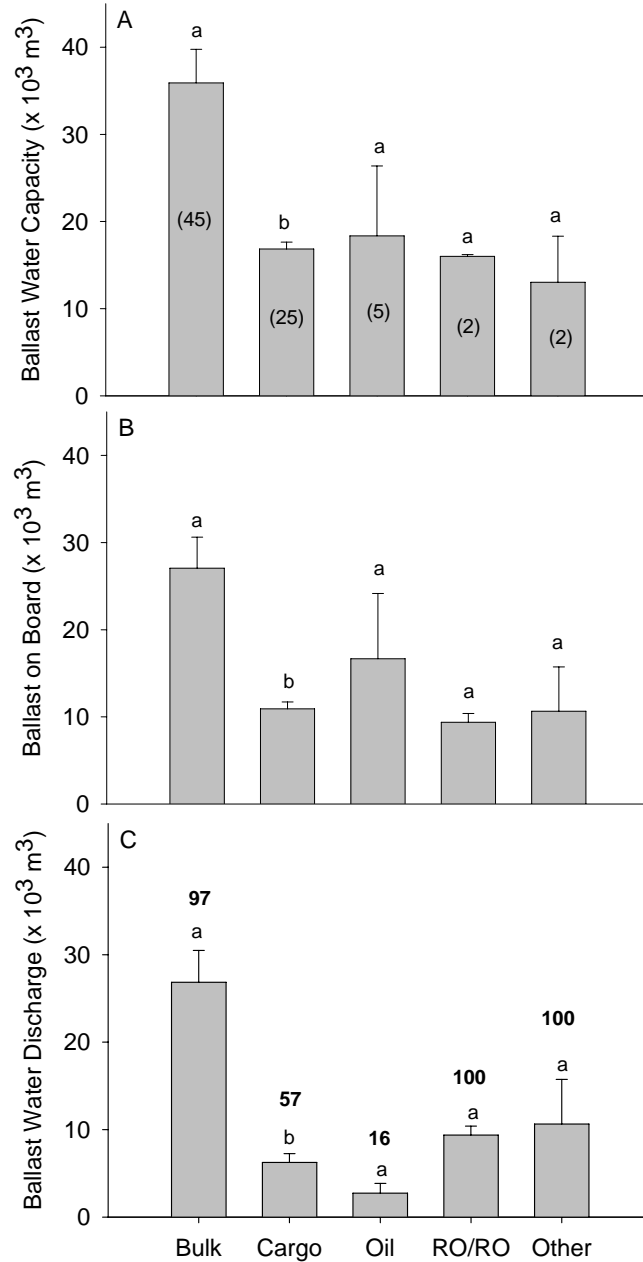 A
Ballast Water Capacity (x 10³ m³)
40
30
20
10
0
a
b
a
a
a
(45)
(25)
(5)
(2)
(2)
B
Ballast on Board (x 10³ m³)
40
30
20
10
0
a
b
a
a
a
C
Ballast Water Discharge (x 10³ m³)
40
30
20
10
0
97
a
57
b
16
a
100
a
100
a
Bulk Cargo Oil RO/RO Other